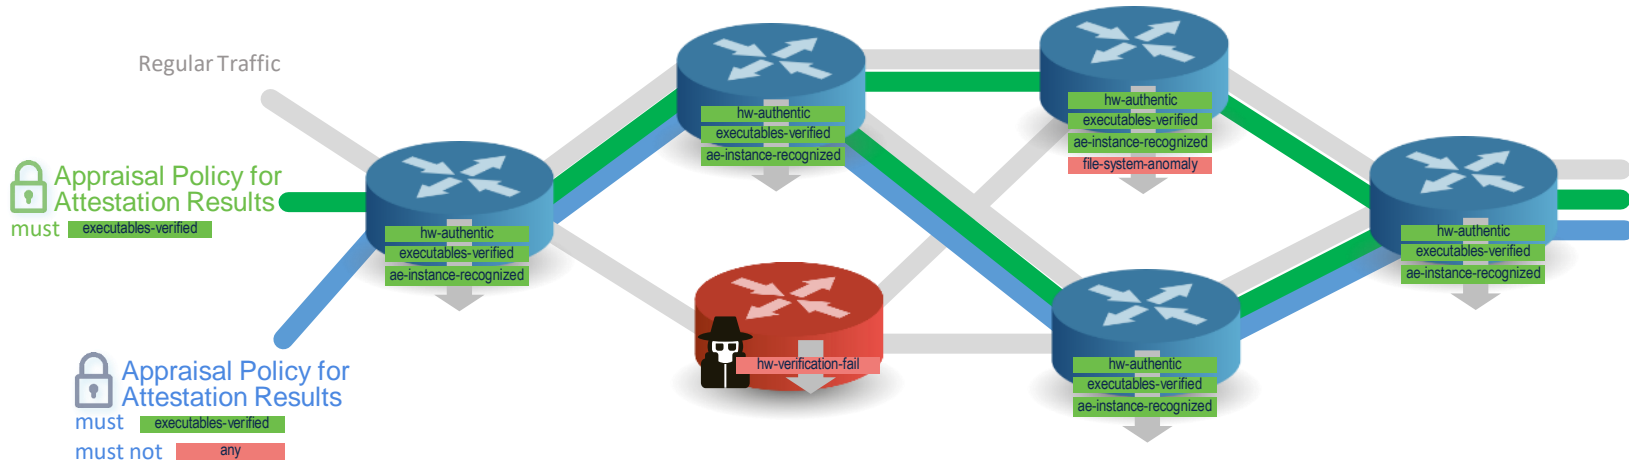 Regular Traffic
Appraisal Policy for
Attestation Results
must executables-verified
Appraisal Policy for
Attestation Results
must executables-verified
must not any
hw-authentic
executables-verified
ae-instance-recognized
hw-authentic
executables-verified
ae-instance-recognized
hw-verification-fail
hw-authentic
executables-verified
ae-instance-recognized
file-system-anomaly
hw-authentic
executables-verified
ae-instance-recognized
hw-authentic
executables-verified
ae-instance-recognized